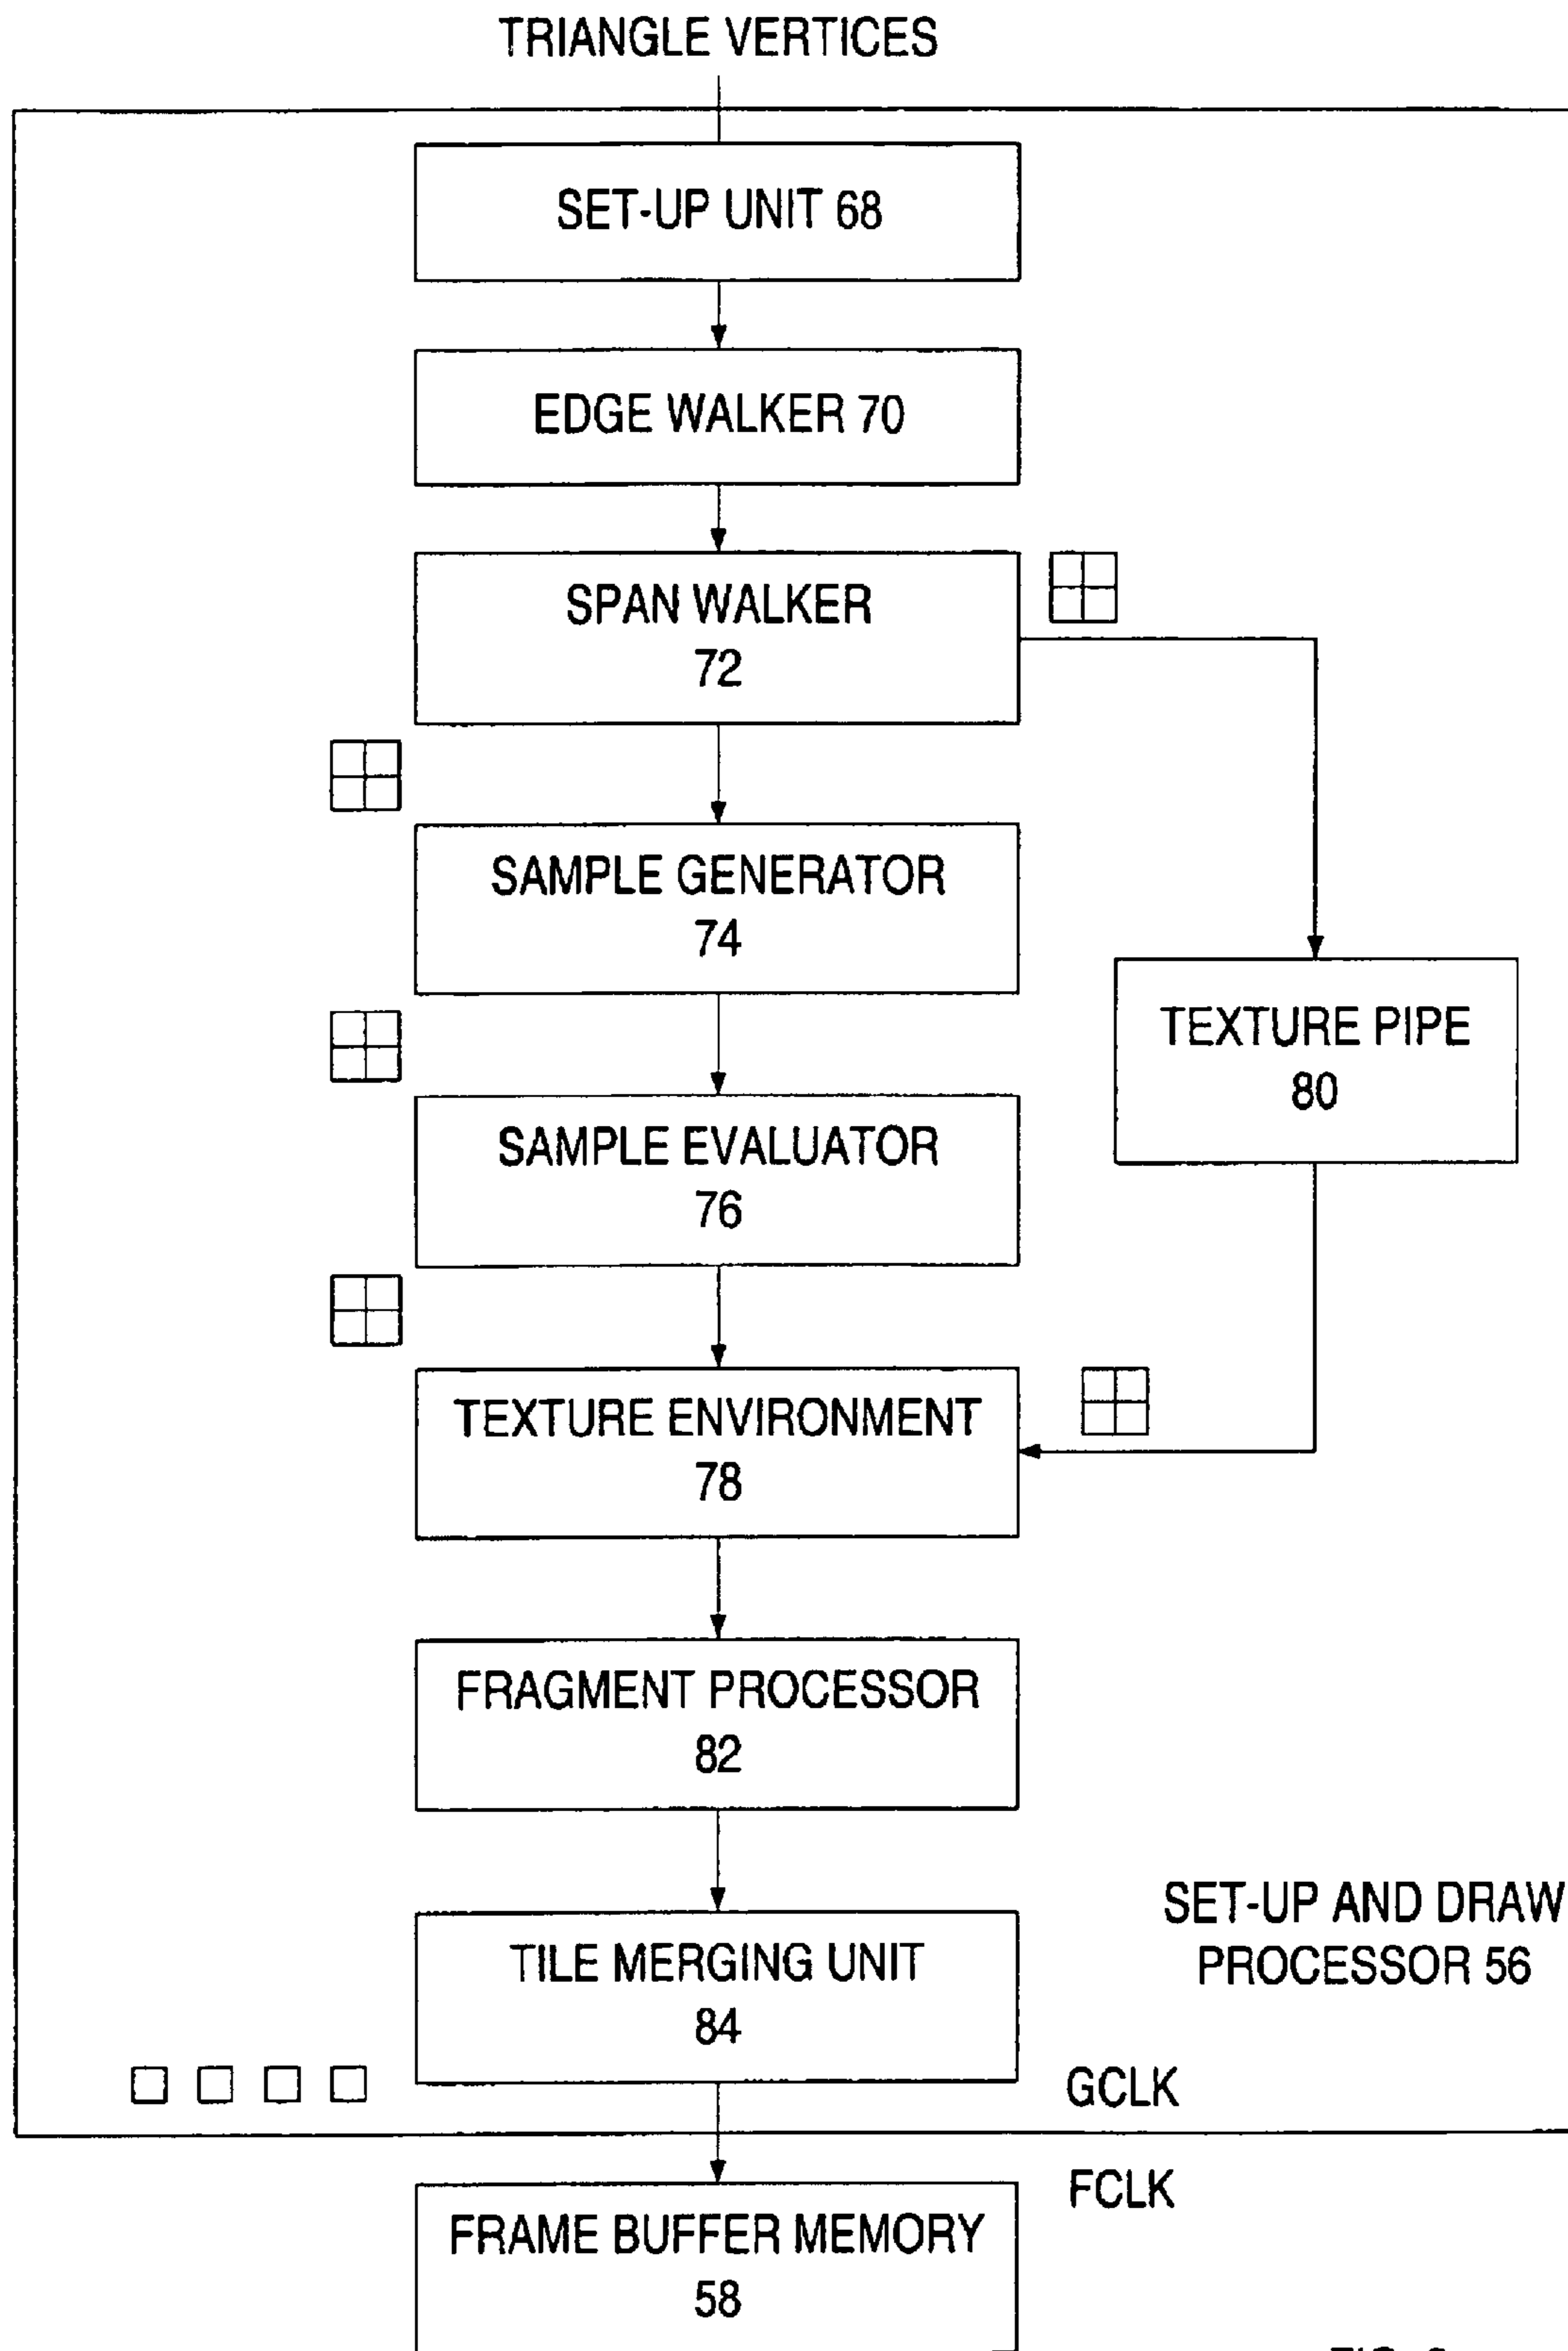 TRIANGLE VERTICES
SET-UP UNIT 68
EDGE WALKER 70
SPAN WALKER
72
SAMPLE GENERATOR
74
TEXTURE PIPE
80
SAMPLE EVALUATOR
76
TEXTURE ENVIRONMENT
78
FRAGMENT PROCESSOR
82
SET-UP AND DRAW
PROCESSOR 56
TILE MERGING UNIT
84
GCLK
FCLK
FRAME BUFFER MEMORY
58